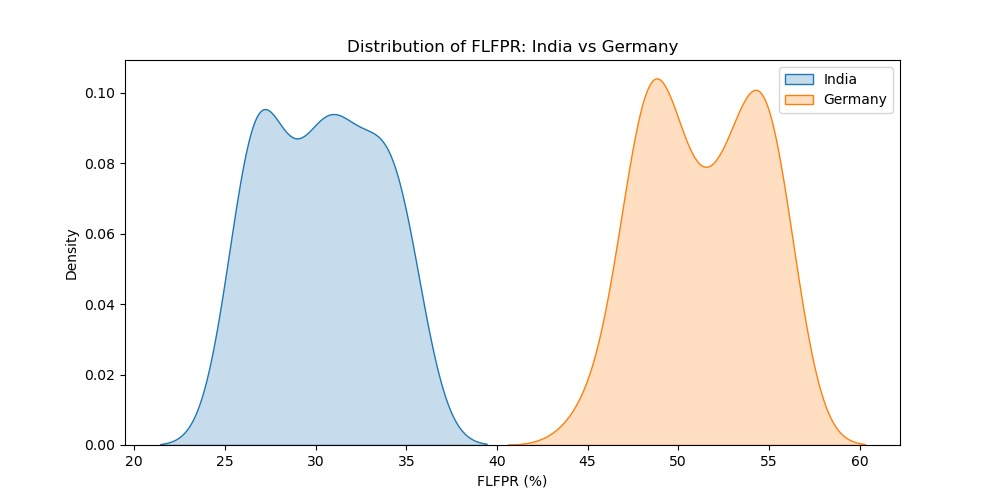 Distribution of FLFPR: India vs Germany
India
Germany
Density
0.10
0.08
0.06
0.04
0.02
0.00
20 25 30 35 40 45 50 55 60
FLFPR (%)